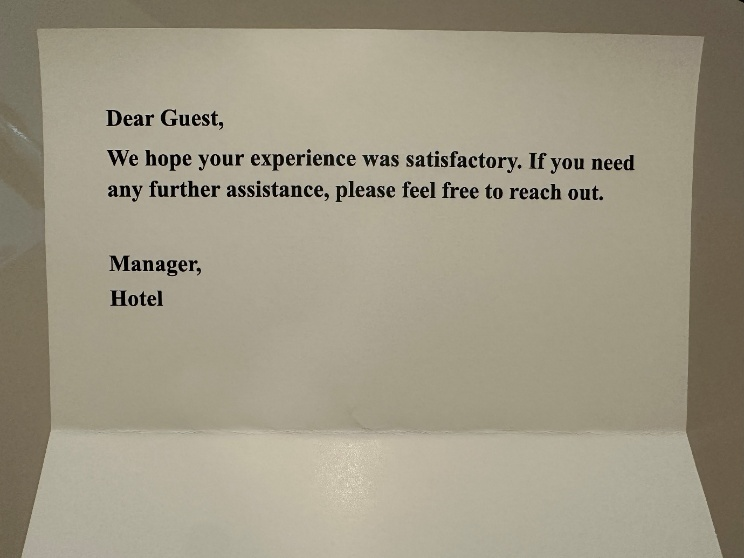 Dear Guest,
We hope your experience was satisfactory. If you need
any further assistance, please feel free to reach out.
Manager,
Hotel